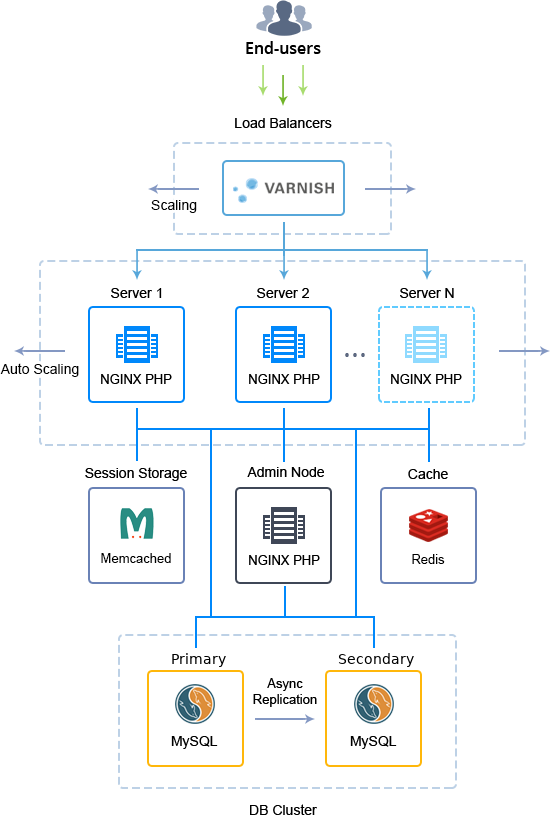 End-users
Load Balancers
VARNISH
Scaling
Server 1
Server 2
Server N
NGINX PHP
NGINX PHP
...
NGINX PHP
Auto Scaling
Session Storage
Admin Node
Cache
Memcached
NGINX PHP
Redis
Primary
Secondary
Async
Replication
MySQL
MySQL
DB Cluster